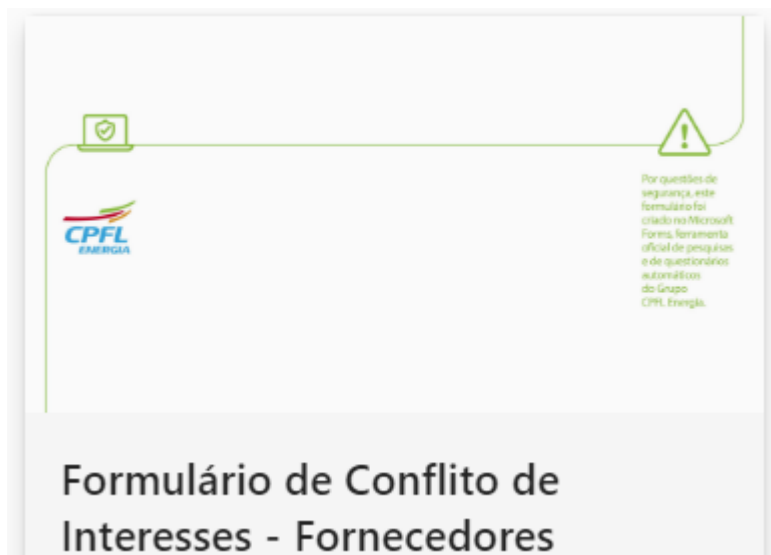 CPFL
ENERGIA
Por questões de
segurança, este
formulário foi
criado no Microsoft
Forms, ferramenta
oficial de pesquisas
e de questionários
automáticos
do Grupo
CPFL Energia.
Formulário de Conflito de
Interesses - Fornecedores